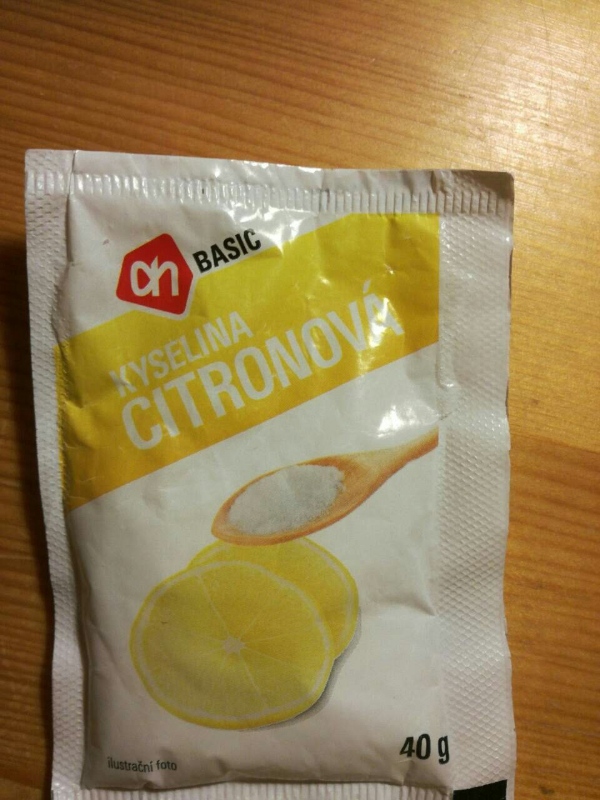 ah BASIC
KYSELINA
CITRONOVÁ
ilustrační foto
40 g